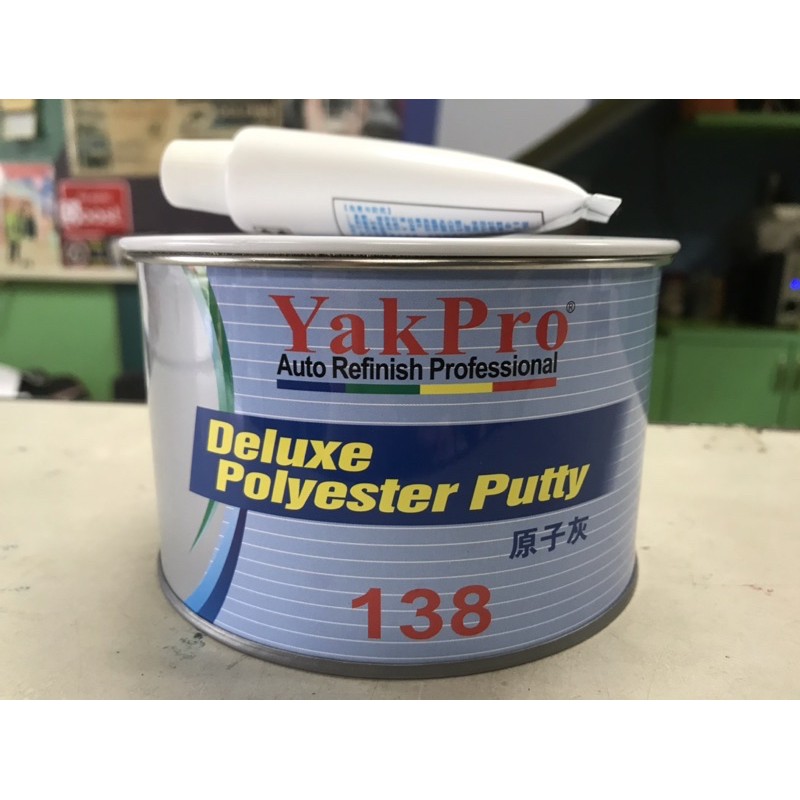 YakPro®
Auto Refinish Professional
Deluxe
Polyester Putty
原子灰
138